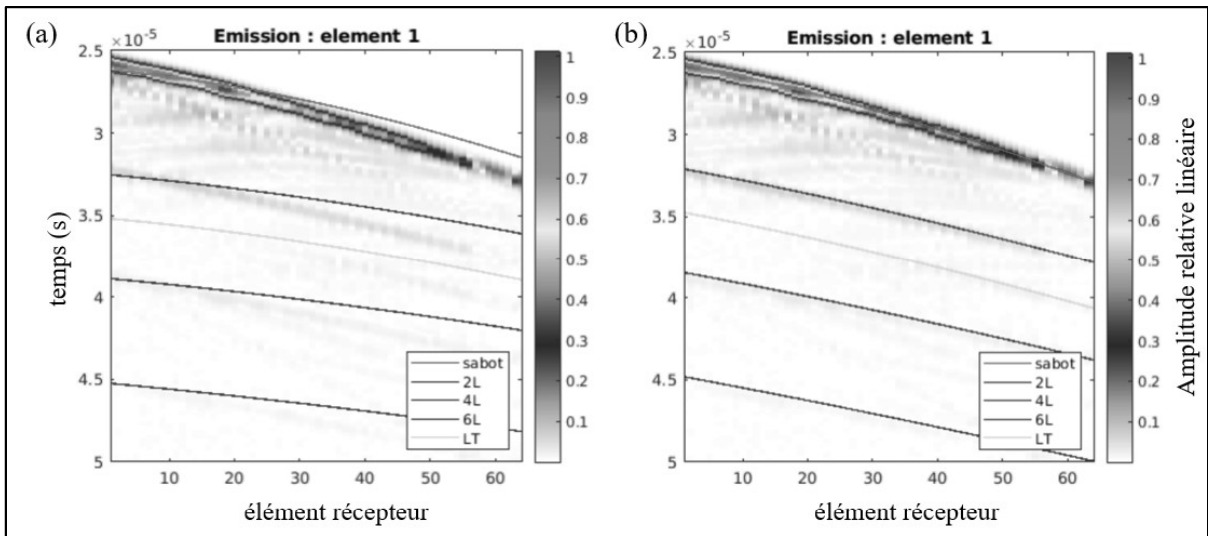 (a)
×10⁻⁵
Emission : element 1
2.5
3
3.5
4
4.5
5
temps (s)
10
20
30
40
50
60
élément récepteur
sabot
2L
4L
6L
LT
1
0.9
0.8
0.7
0.6
0.5
0.4
0.3
0.2
0.1
(b)
×10⁻⁵
Emission : element 1
2.5
3
3.5
4
4.5
5
10
20
30
40
50
60
élément récepteur
sabot
2L
4L
6L
LT
1
0.9
0.8
0.7
0.6
0.5
0.4
0.3
0.2
0.1
Amplitude relative linéaire